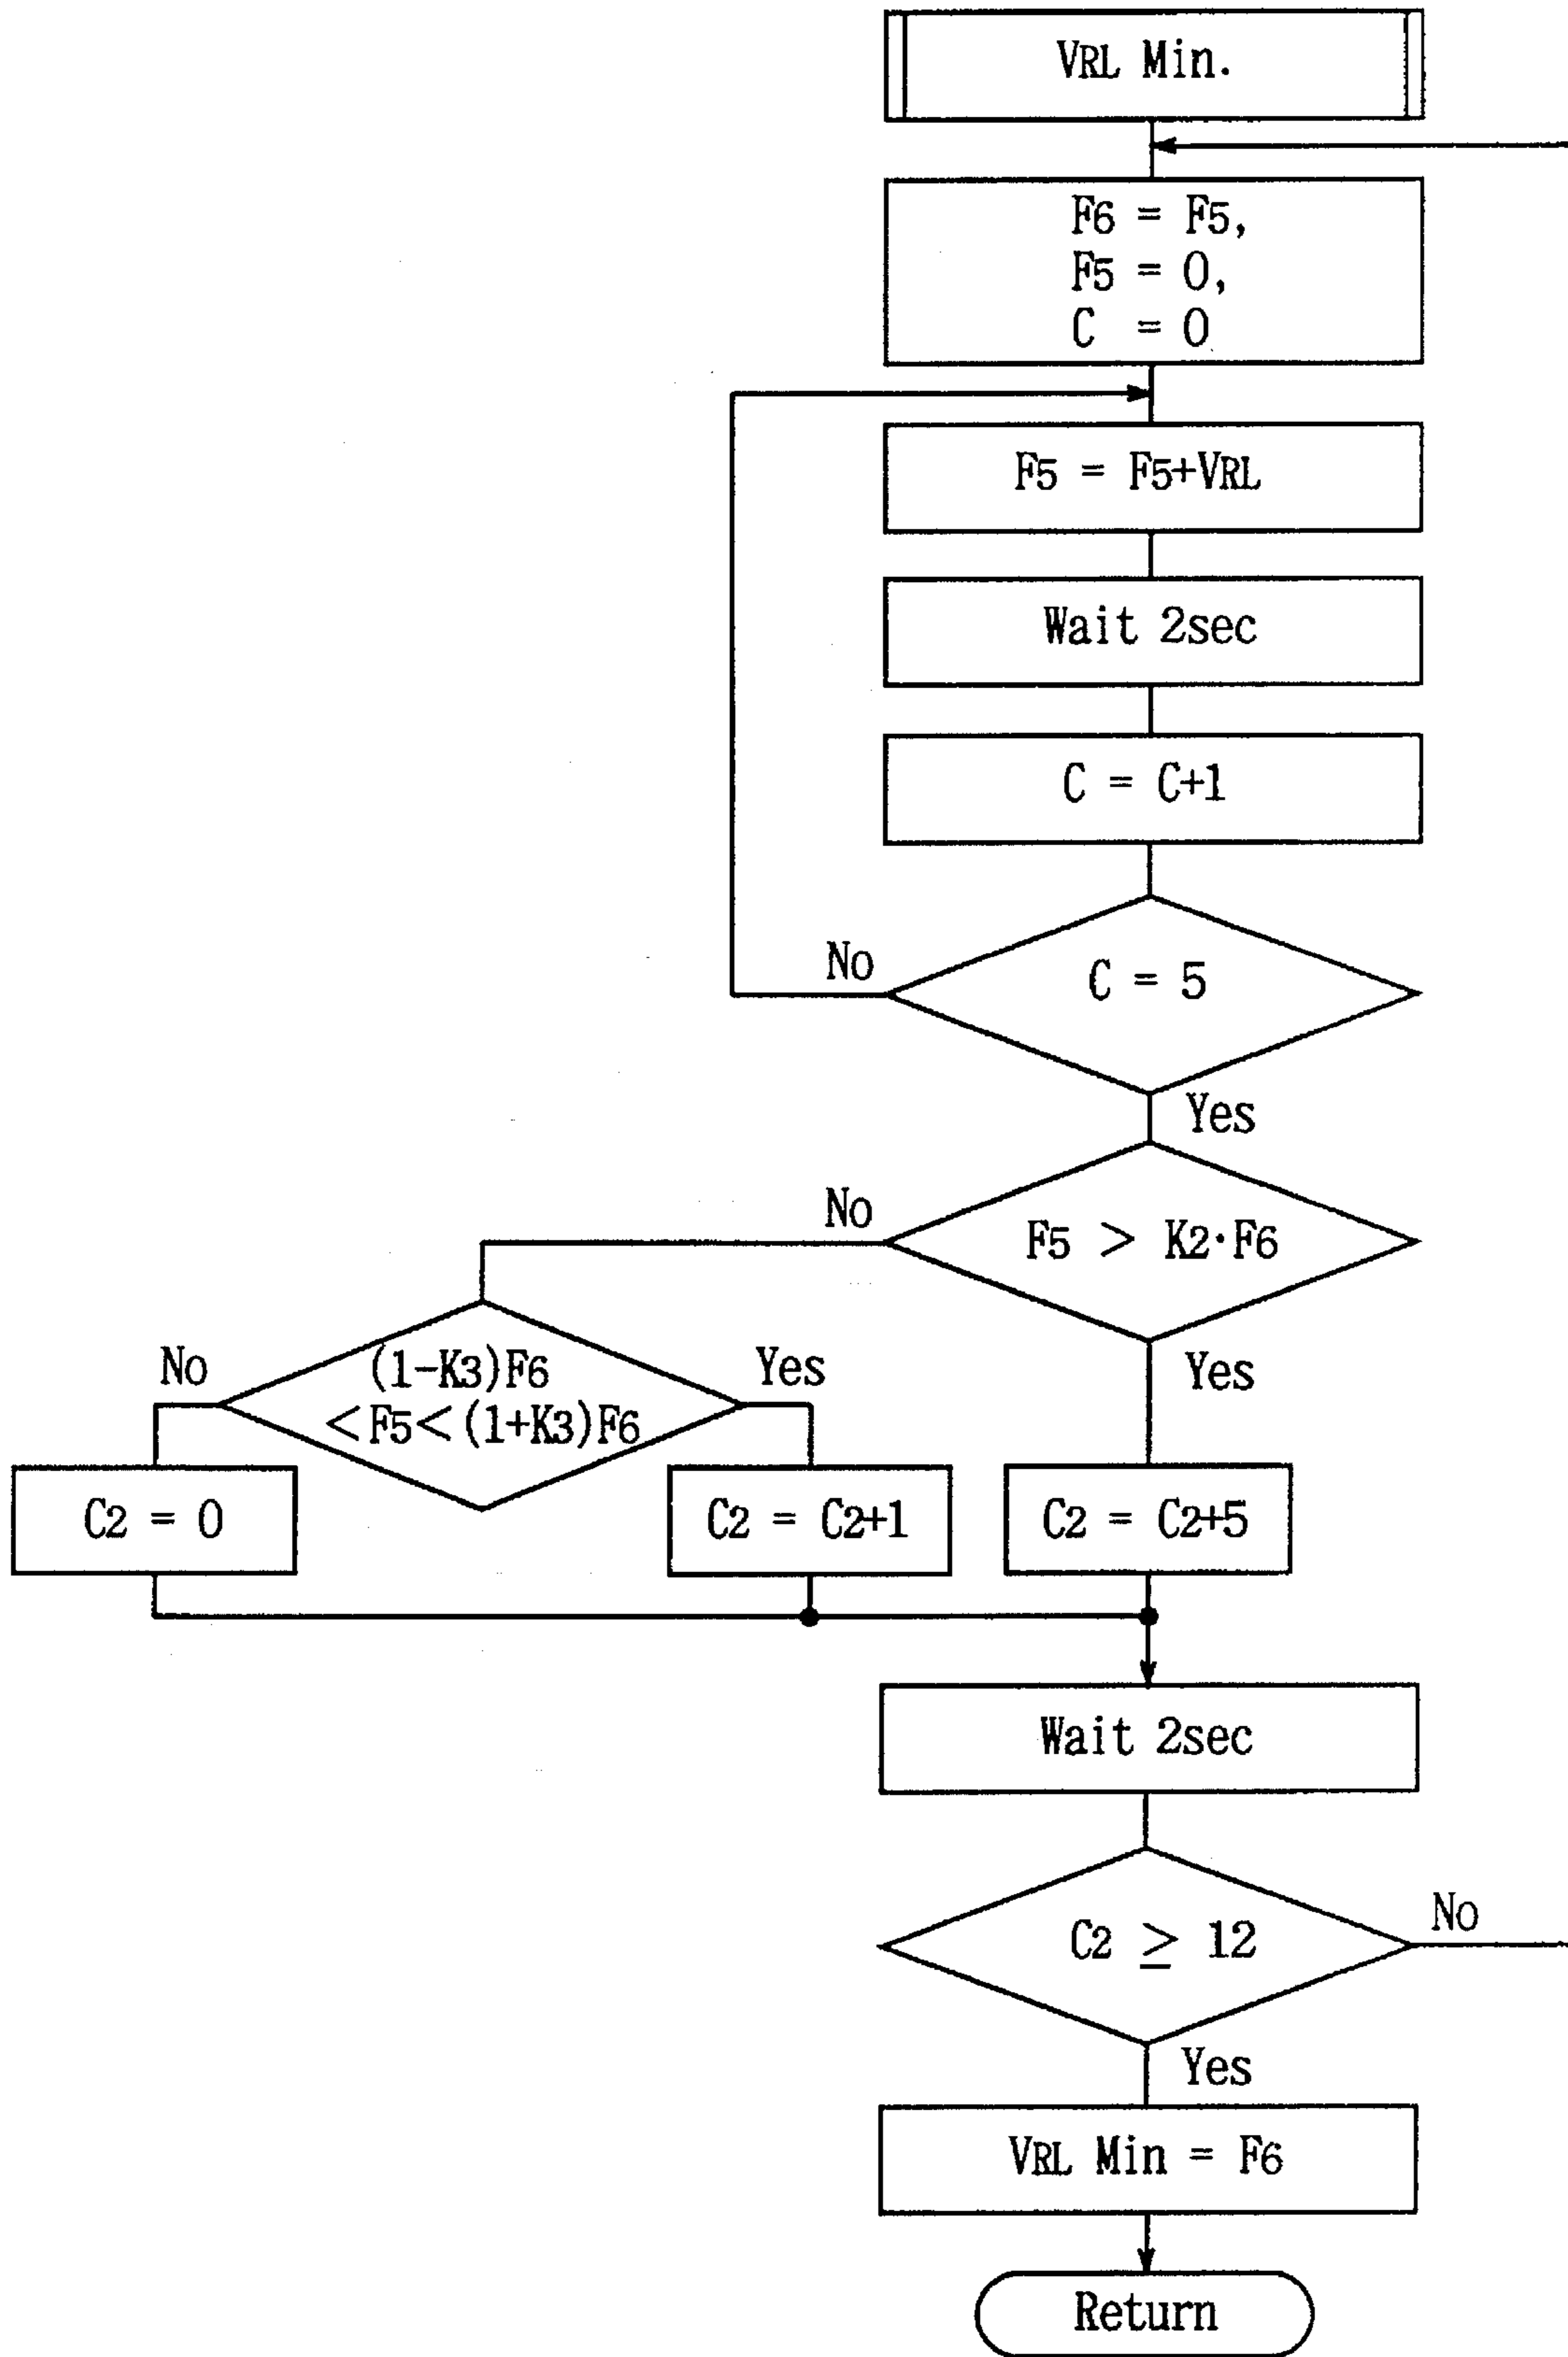 VRL Min.
F6 = F5,
F5 = 0,
C = 0
F5 = F5+VRL
Wait 2sec
C = C+1
No
C = 5
Yes
No
F5 > K2·F6
No
(1-K3)F6
<F5<(1+K3)F6
Yes
Yes
C2 = 0
C2 = C2+1
C2 = C2+5
Wait 2sec
C2 ≥ 12
No
Yes
VRL Min = F6
Return